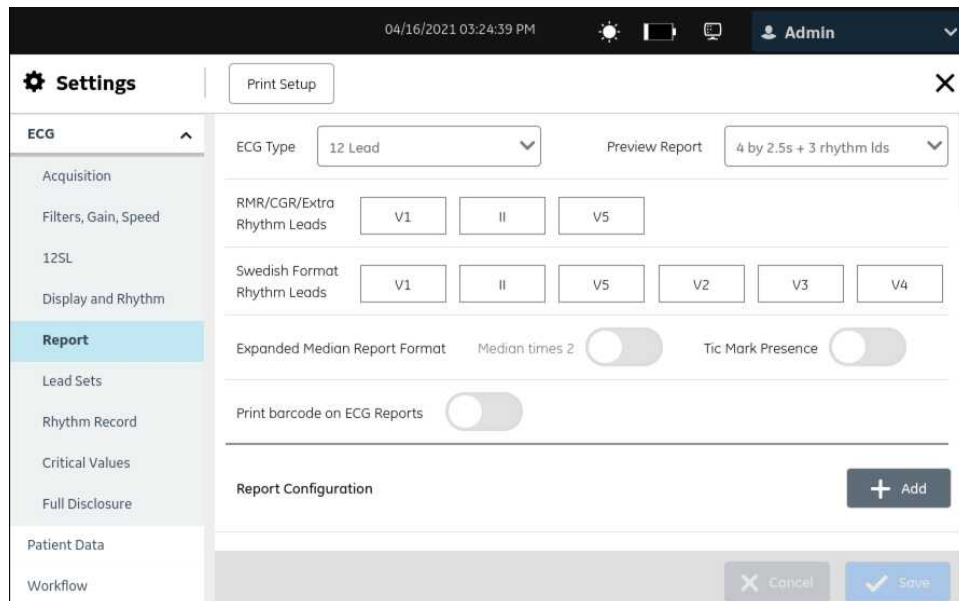 04/16/2021 03:24:39 PM
Admin
Settings
Print Setup
ECG
Acquisition
Filters, Gain, Speed
12SL
Display and Rhythm
Report
Lead Sets
Rhythm Record
Critical Values
Full Disclosure
Patient Data
Workflow
ECG Type 12 Lead Preview Report 4 by 2.5s + 3 rhythm lds
RMR/CGR/Extra
Rhythm Leads
V1 II V5
Swedish Format
Rhythm Leads
V1 II V5 V2 V3 V4
Expanded Median Report Format Median times 2 Tic Mark Presence
Print barcode on ECG Reports
Report Configuration
Add
Cancel Save